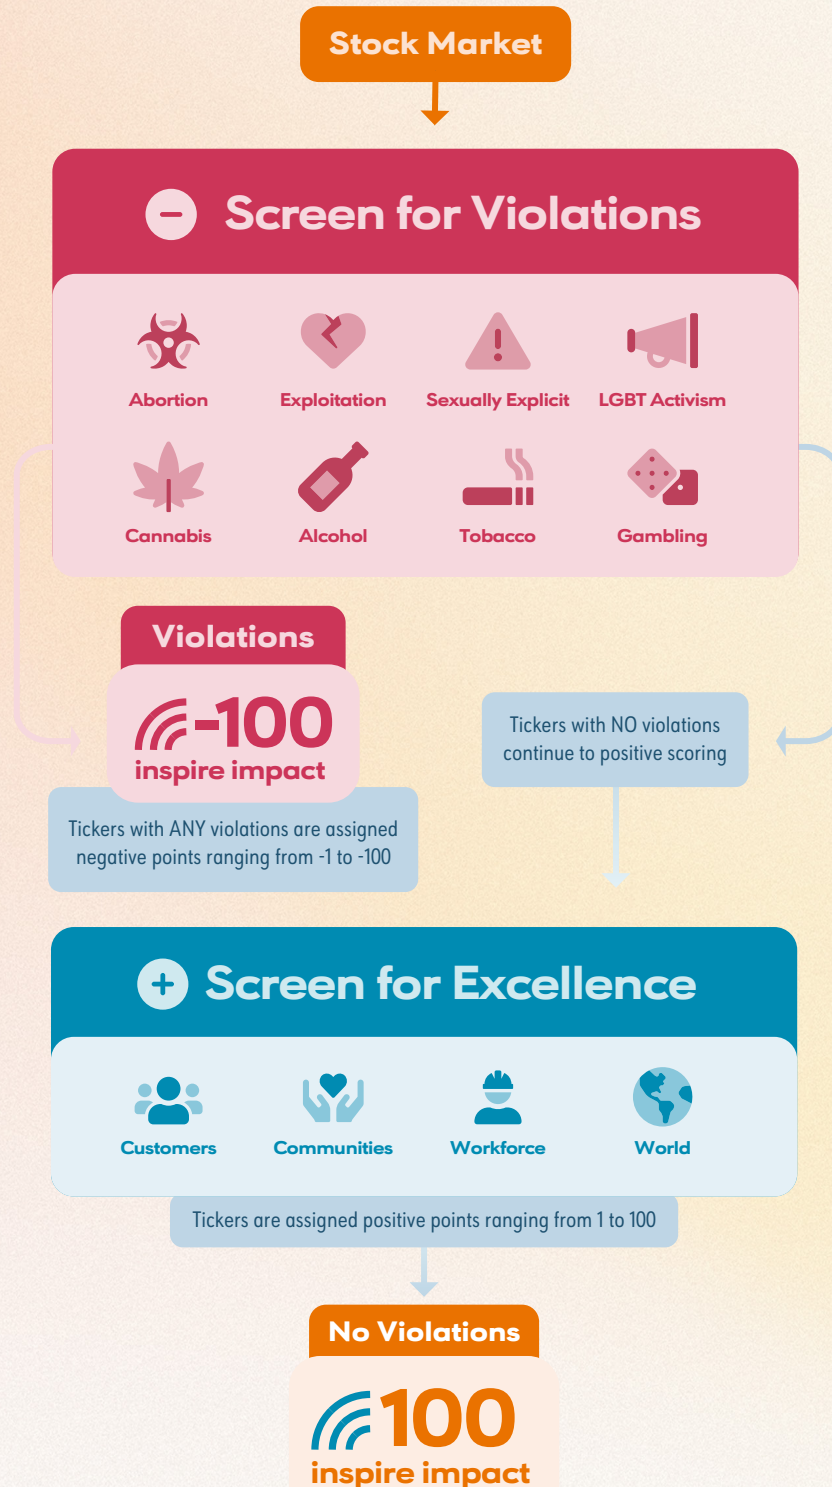 Stock Market
Screen for Violations
Abortion
Exploitation
Sexually Explicit
LGBT Activism
Cannabis
Alcohol
Tobacco
Gambling
Violations
-100
inspire impact
Tickers with ANY violations are assigned
negative points ranging from -1 to -100
Tickers with NO violations
continue to positive scoring
Screen for Excellence
Customers
Communities
Workforce
World
Tickers are assigned positive points ranging from 1 to 100
No Violations
100
inspire impact